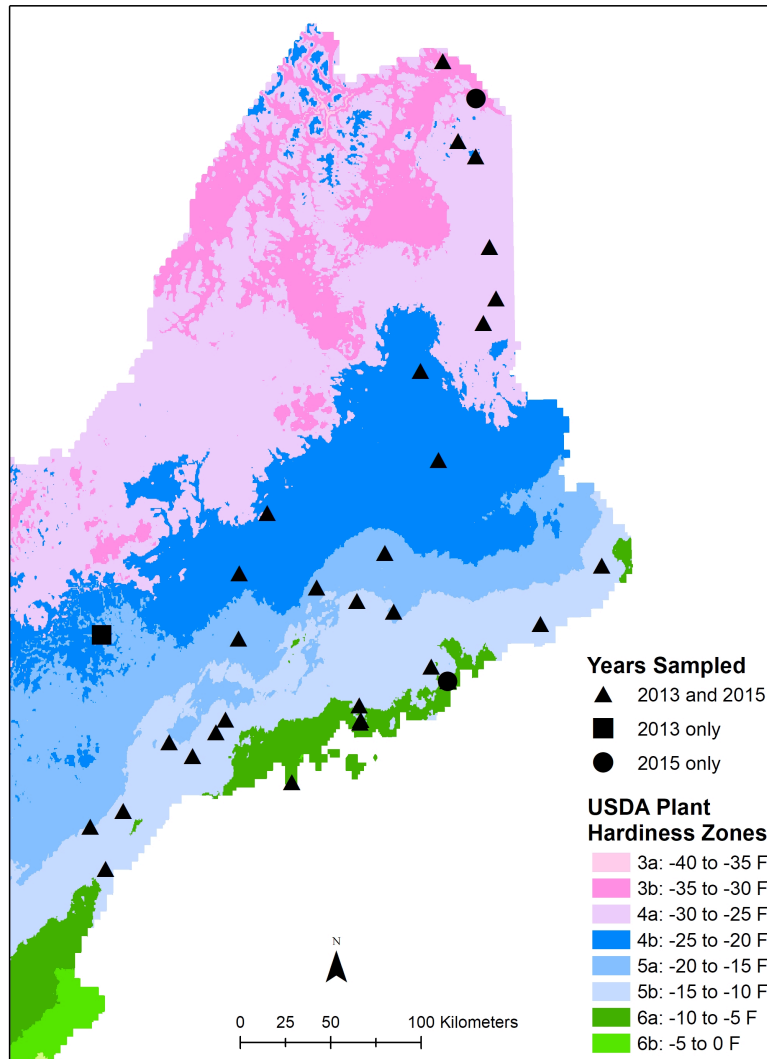 Years Sampled
2013 and 2015
2013 only
2015 only
USDA Plant
Hardiness Zones
3a: -40 to -35 F
3b: -35 to -30 F
4a: -30 to -25 F
4b: -25 to -20 F
5a: -20 to -15 F
5b: -15 to -10 F
6a: -10 to -5 F
6b: -5 to 0 F
N
0 25 50 100 Kilometers